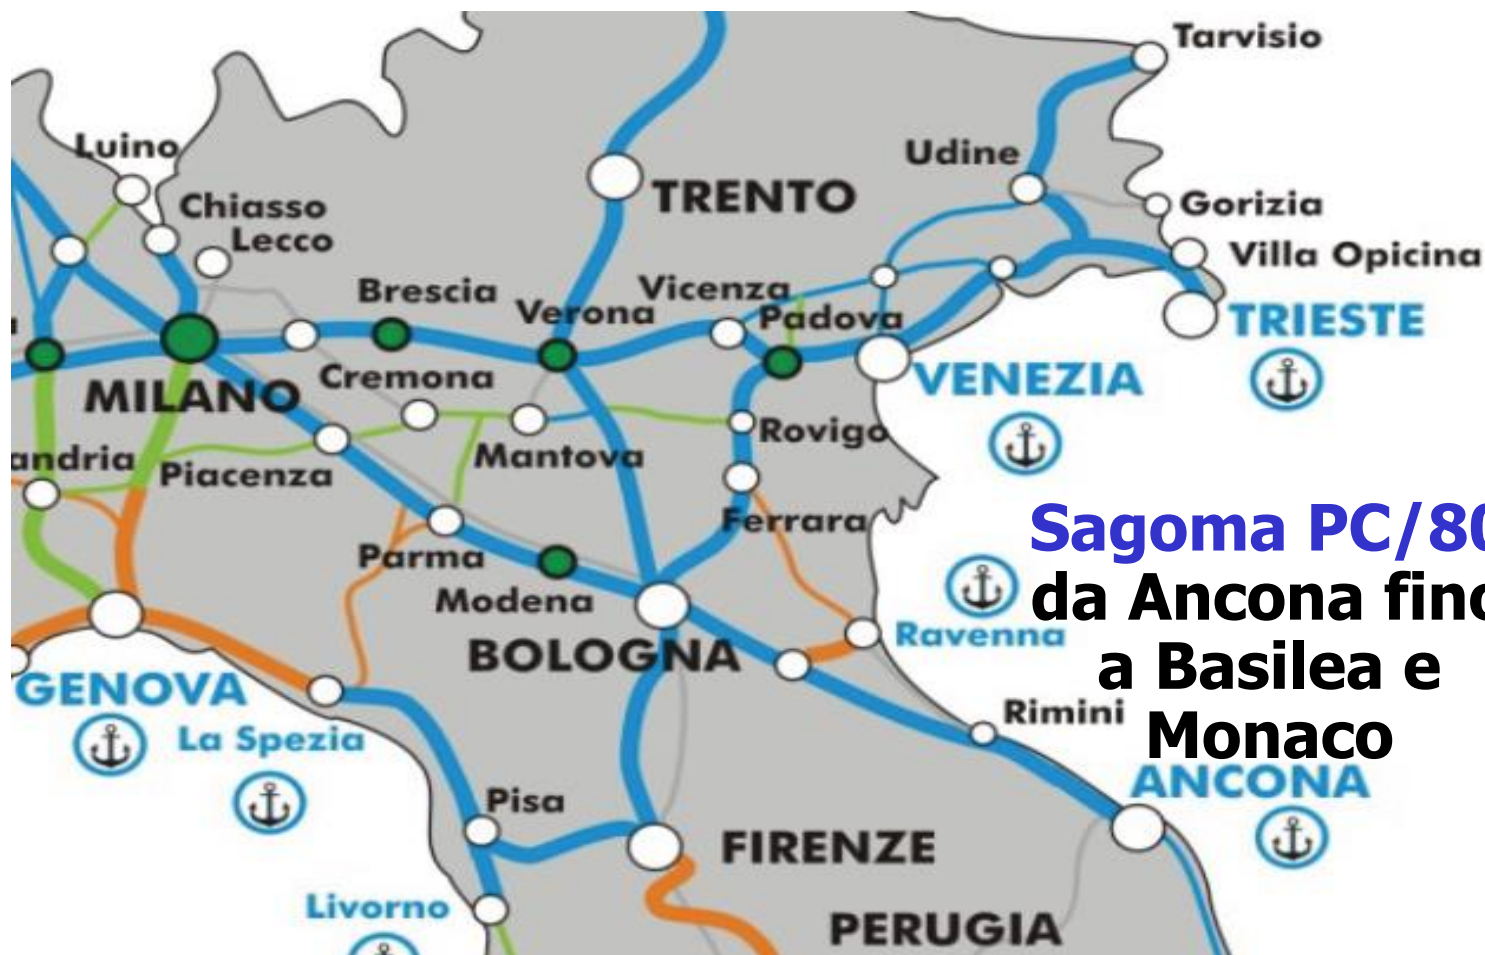 Tarvisio
Luino
Udine
Chiasso
TRENTO
Gorizia
Lecco
Villa Opicina
Brescia
Vicenza
Verona
Padova
TRIESTE
Cremona
MILANO
VENEZIA
Rovigo
andria
Piacenza
Mantova
Ferrara
Sagoma PC/80
da Ancona fino
a Basilea e
Monaco
Parma
Modena
Ravenna
BOLOGNA
GENOVA
La Spezia
Rimini
ANCONA
Pisa
FIRENZE
Livorno
PERUGIA